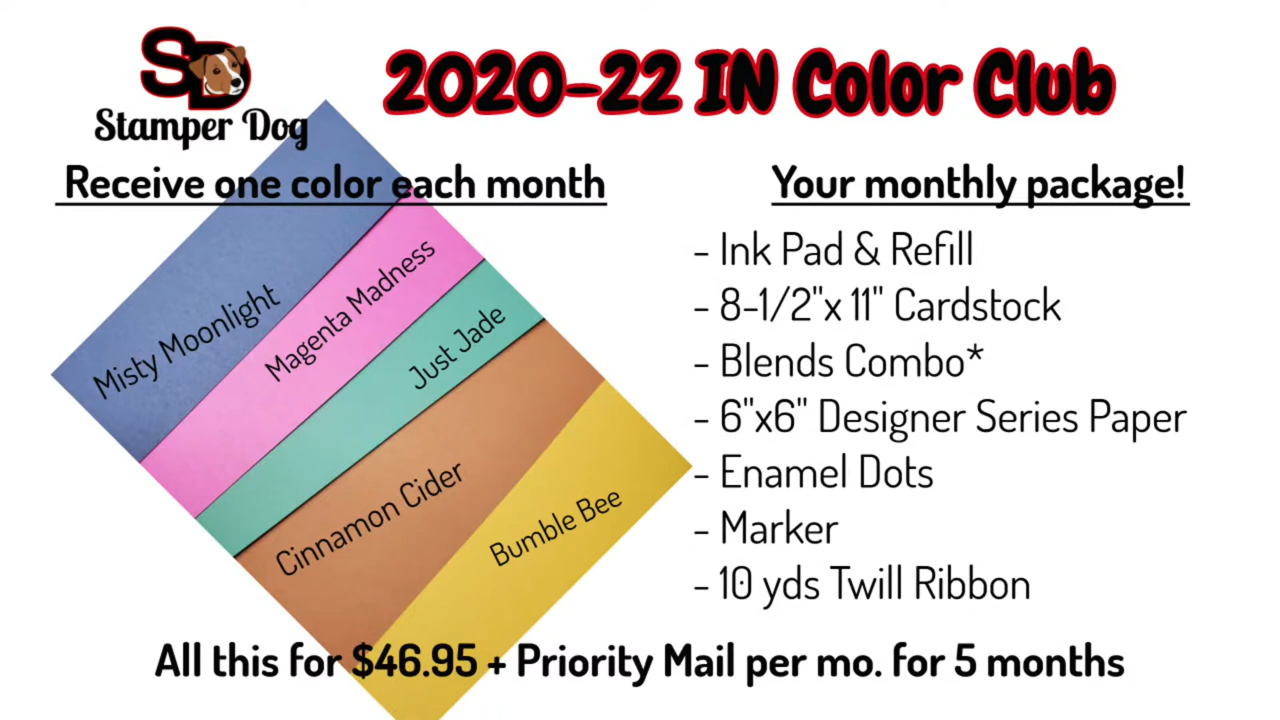 SD
Stamper Dog
2020-22 IN Color Club
Receive one color each month
Misty Moonlight
Magenta Madness
Just Jade
Cinnamon Cider
Bumble Bee
Your monthly package!
- Ink Pad & Refill
- 8-1/2"x 11" Cardstock
- Blends Combo*
- 6"x6" Designer Series Paper
- Enamel Dots
- Marker
- 10 yds Twill Ribbon
All this for $46.95 + Priority Mail per mo. for 5 months